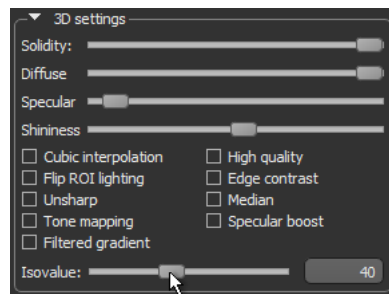 3D settings
Solidity:
Diffuse
Specular
Shininess
Cubic interpolation High quality
Flip ROI lighting Edge contrast
Unsharp Median
Tone mapping Specular boost
Filtered gradient
Isovalue: 40